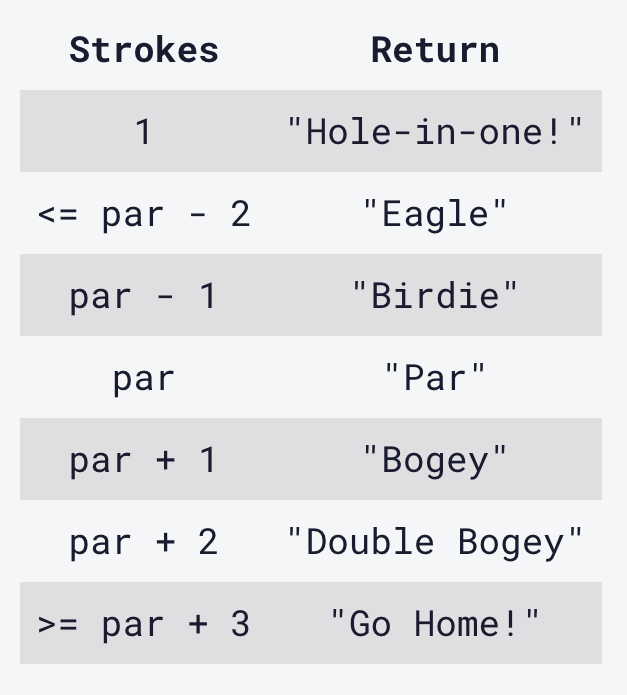 Strokes Return
1 "Hole-in-one!"
<= par - 2 "Eagle"
par - 1 "Birdie"
par "Par"
par + 1 "Bogey"
par + 2 "Double Bogey"
>= par + 3 "Go Home!"